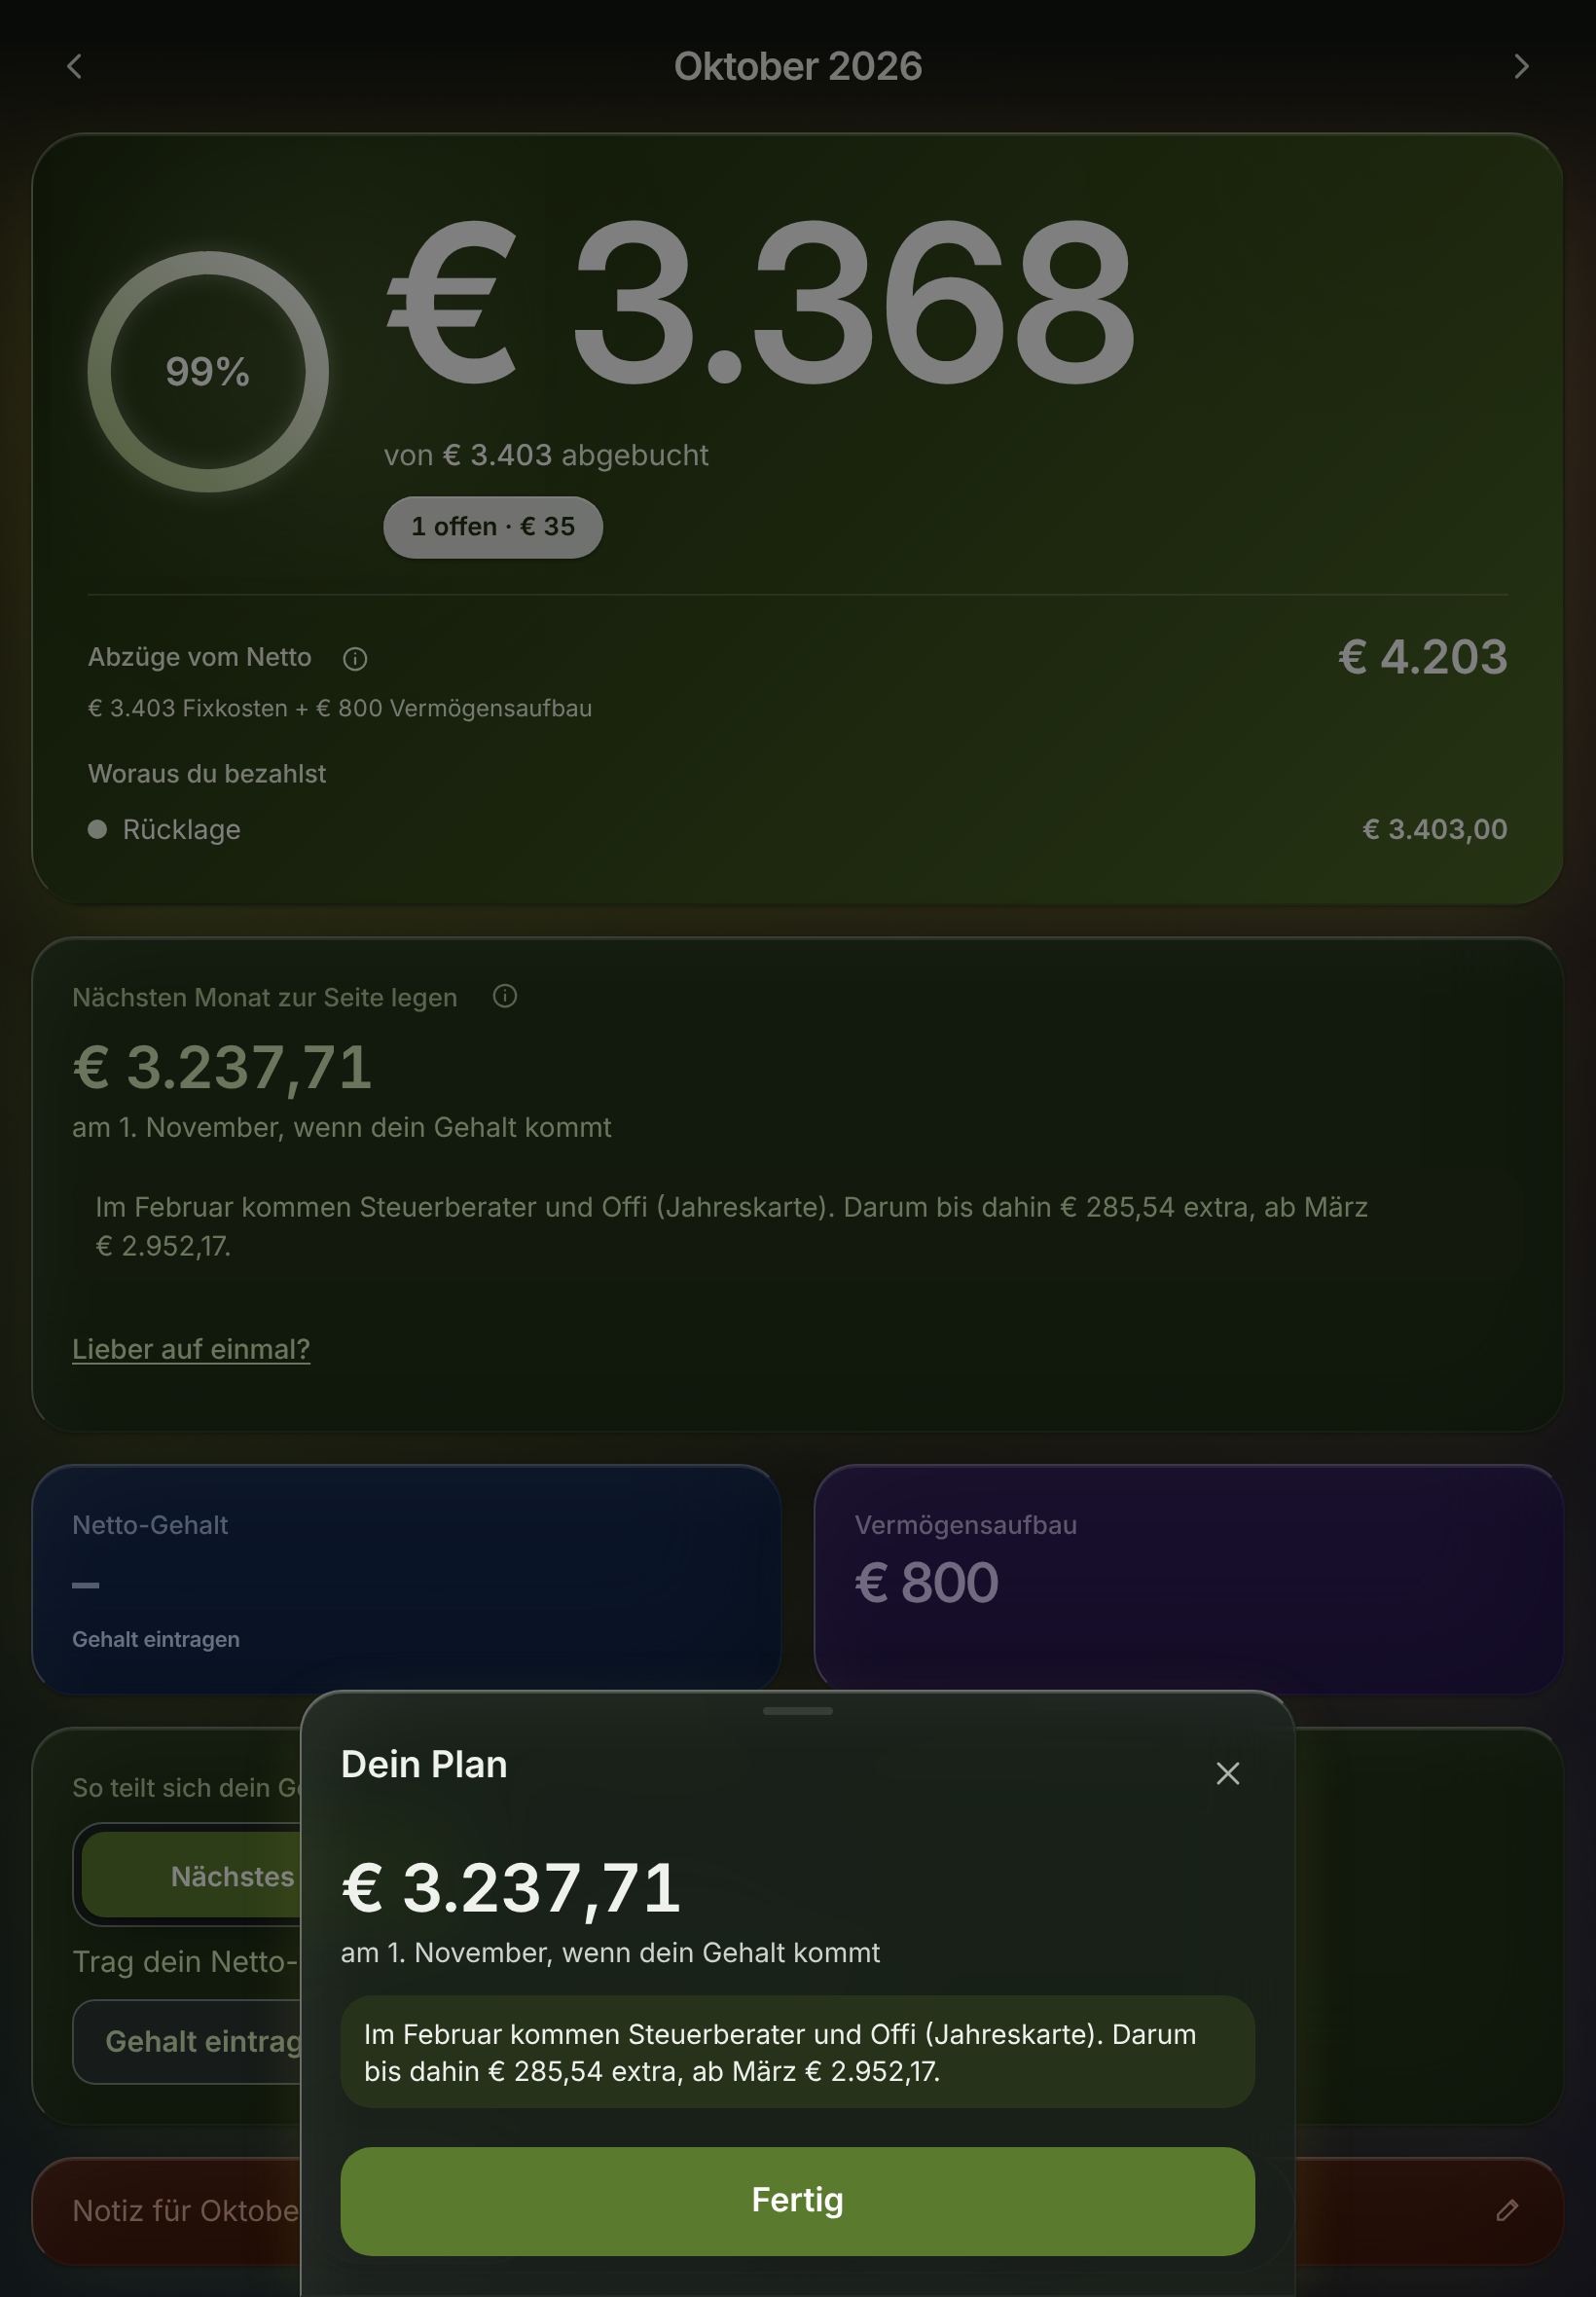 Oktober 2026
99%
€ 3.368
von € 3.403 abgebucht
1 offen · € 35
Abzüge vom Netto
€ 4.203
€ 3.403 Fixkosten + € 800 Vermögensaufbau
Woraus du bezahlst
Rücklage
€ 3.403,00
Nächsten Monat zur Seite legen
€ 3.237,71
am 1. November, wenn dein Gehalt kommt
Im Februar kommen Steuerberater und Offi (Jahreskarte). Darum bis dahin € 285,54 extra, ab März
€ 2.952,17.
Lieber auf einmal?
Netto-Gehalt
–
Gehalt eintragen
Vermögensaufbau
€ 800
So teilt sich dein
Nächstes
Trag dein Netto-
Gehalt
Notiz für
Dein Plan
€ 3.237,71
am 1. November, wenn dein Gehalt kommt
Im Februar kommen Steuerberater und Offi (Jahreskarte). Darum
bis dahin € 285,54 extra, ab März € 2.952,17.
Fertig